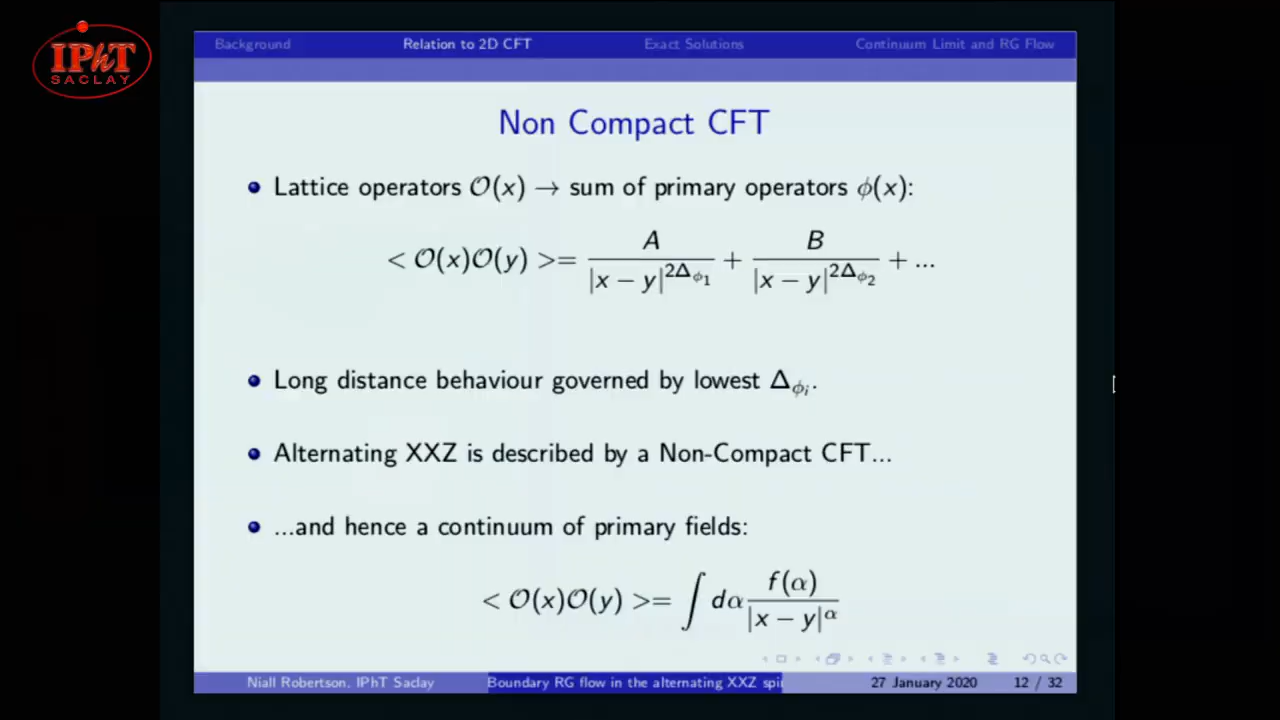 IPhT
SACLAY
Background Relation to 2D CFT Exact Solutions Continuum Limit and RG Flow
Non Compact CFT
Lattice operators 𝒪(x) → sum of primary operators ϕ(x):
< 𝒪(x)𝒪(y) >= A / |x − y|^{2Δ_{ϕ_1}} + B / |x − y|^{2Δ_{ϕ_2}} + ...
Long distance behaviour governed by lowest Δ_{ϕ_i}.
Alternating XXZ is described by a Non-Compact CFT...
...and hence a continuum of primary fields:
< 𝒪(x)𝒪(y) >= ∫ dα f(α) / |x − y|^α
Niall Robertson, IPhT Saclay Boundary RG flow in the alternating XXZ spi 27 January 2020 12 / 32